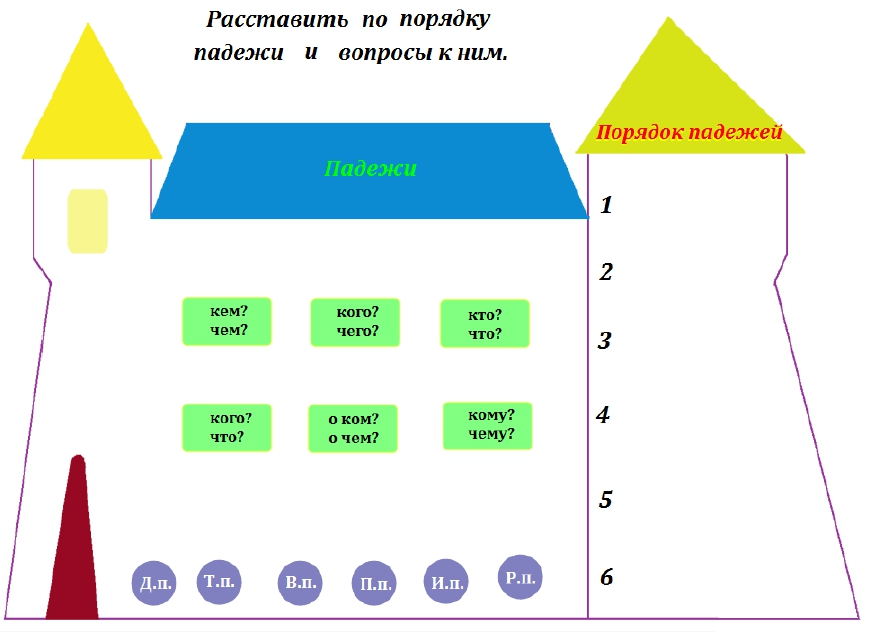 Расставить по порядку
падежи и вопросы к ним.
Порядок падежей
Падежи
1
2
3
4
5
6
кем?
чем?
кого?
чего?
кто?
что?
кого?
что?
о ком?
о чем?
кому?
чему?
Д.п.
Т.п.
В.п.
П.п.
И.п.
Р.п.